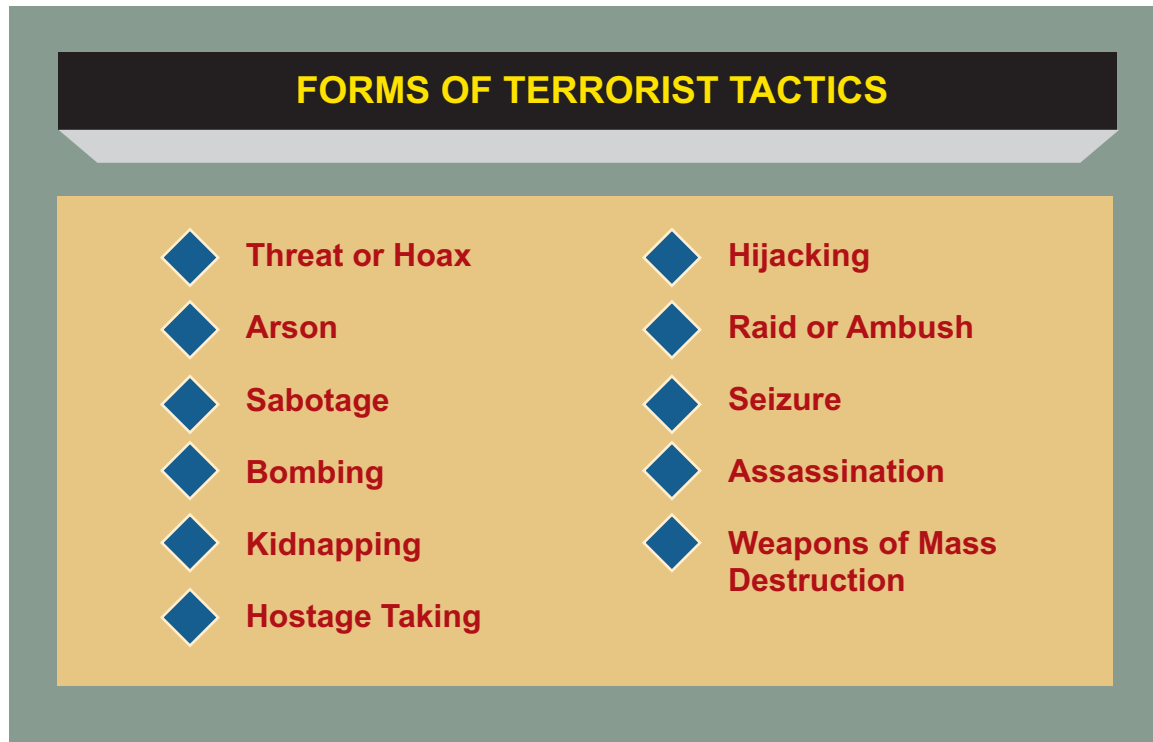 FORMS OF TERRORIST TACTICS
Threat or Hoax
Arson
Sabotage
Bombing
Kidnapping
Hostage Taking
Hijacking
Raid or Ambush
Seizure
Assassination
Weapons of Mass
Destruction